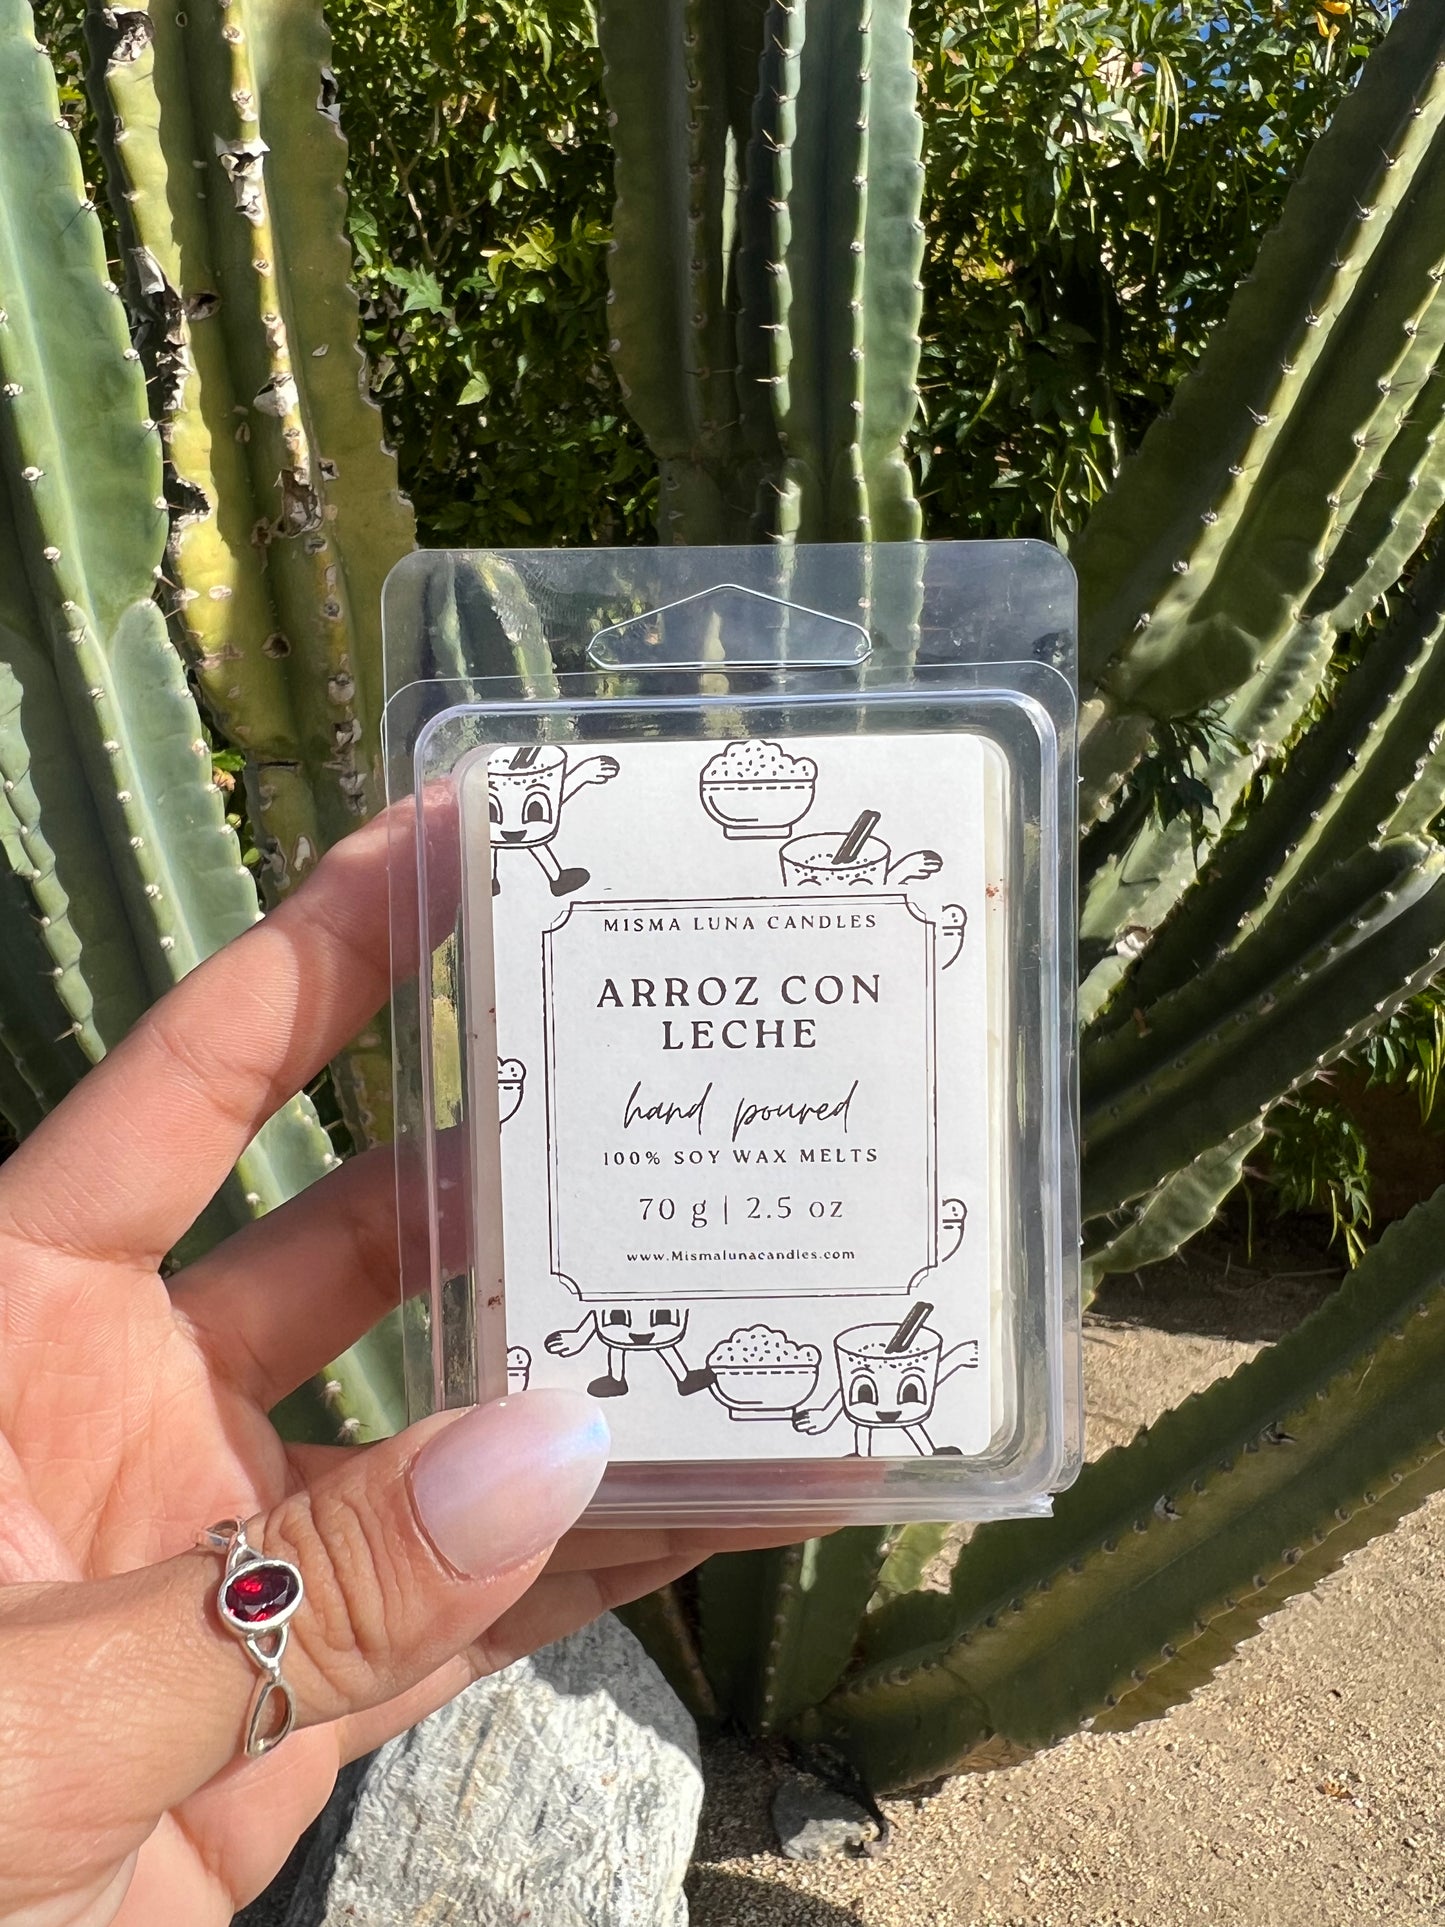 MISMA LUNA CANDLES
ARROZ CON
LECHE
hand poured
100% SOY WAX MELTS
70 g | 2.5 oz
www.Mismalunacandles.com